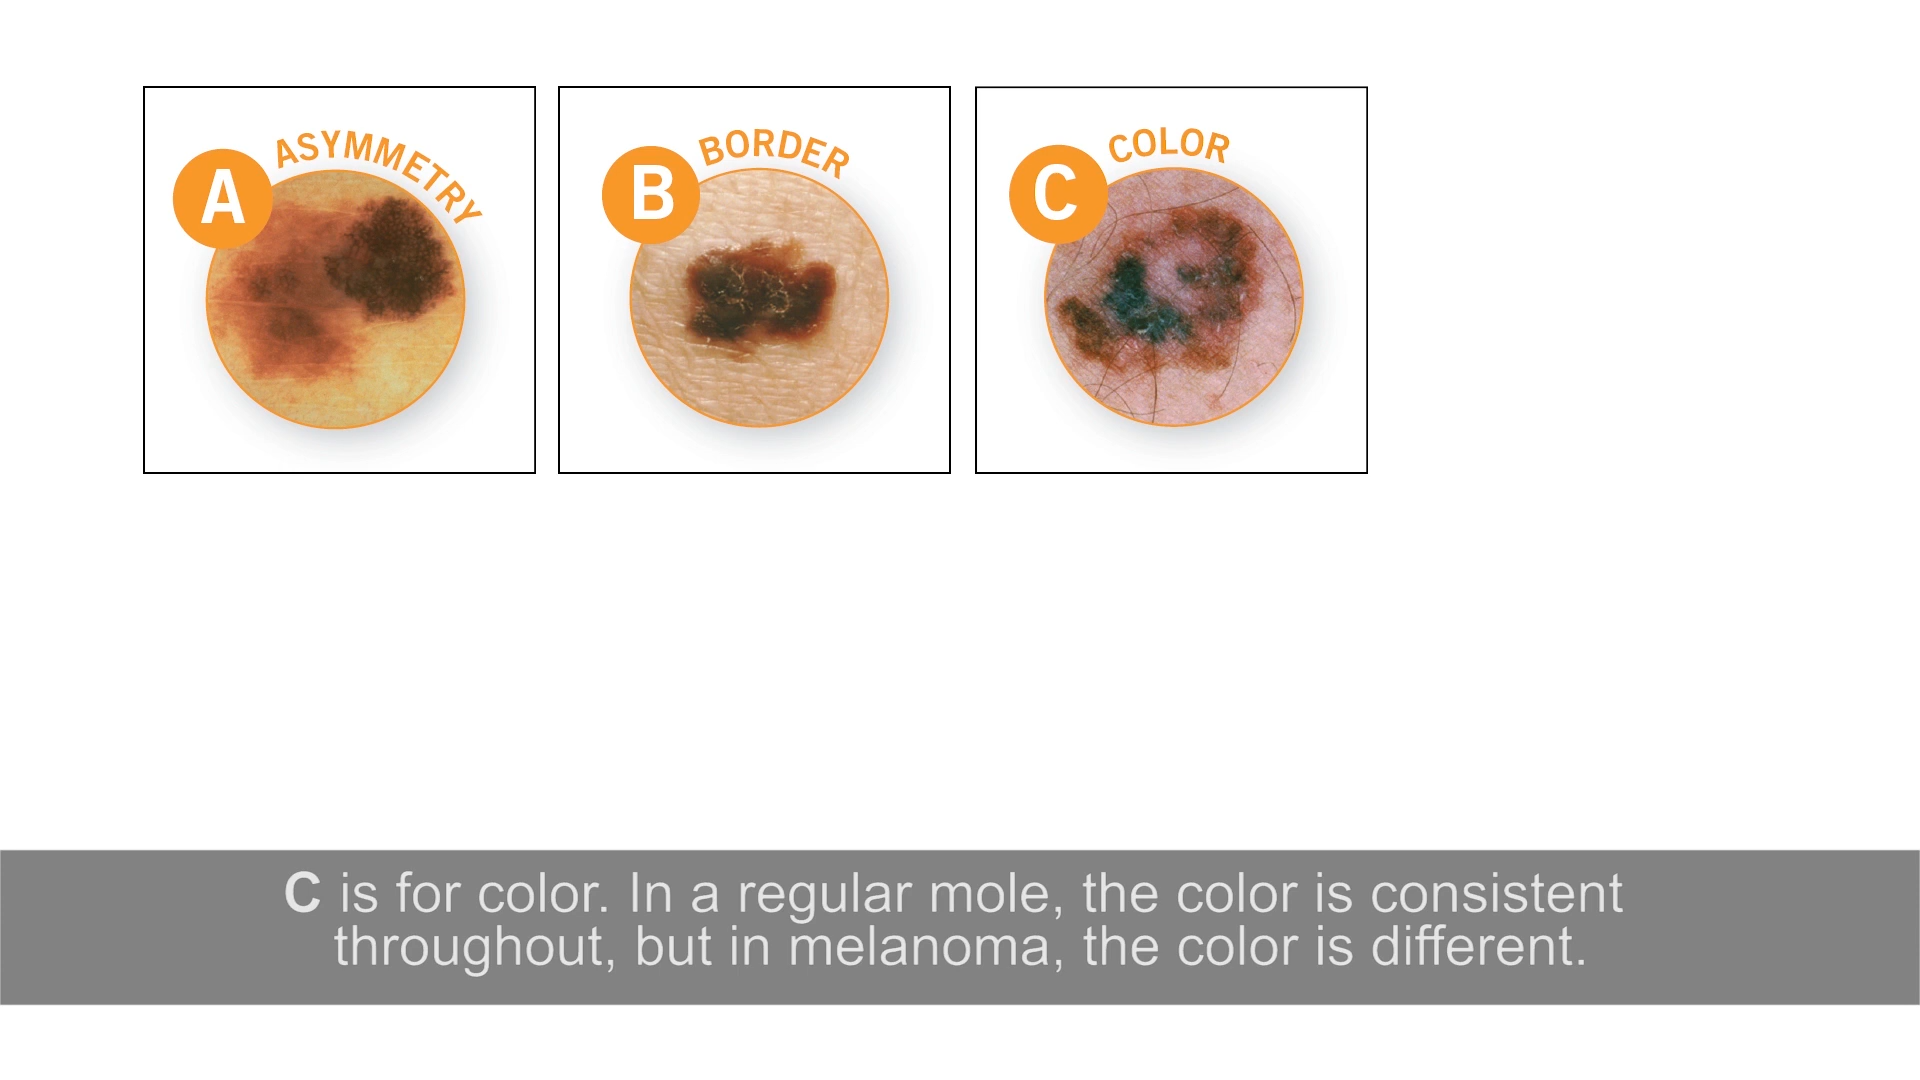 A ASYMMETRY
B BORDER
C COLOR
C is for color. In a regular mole, the color is consistent
throughout, but in melanoma, the color is different.